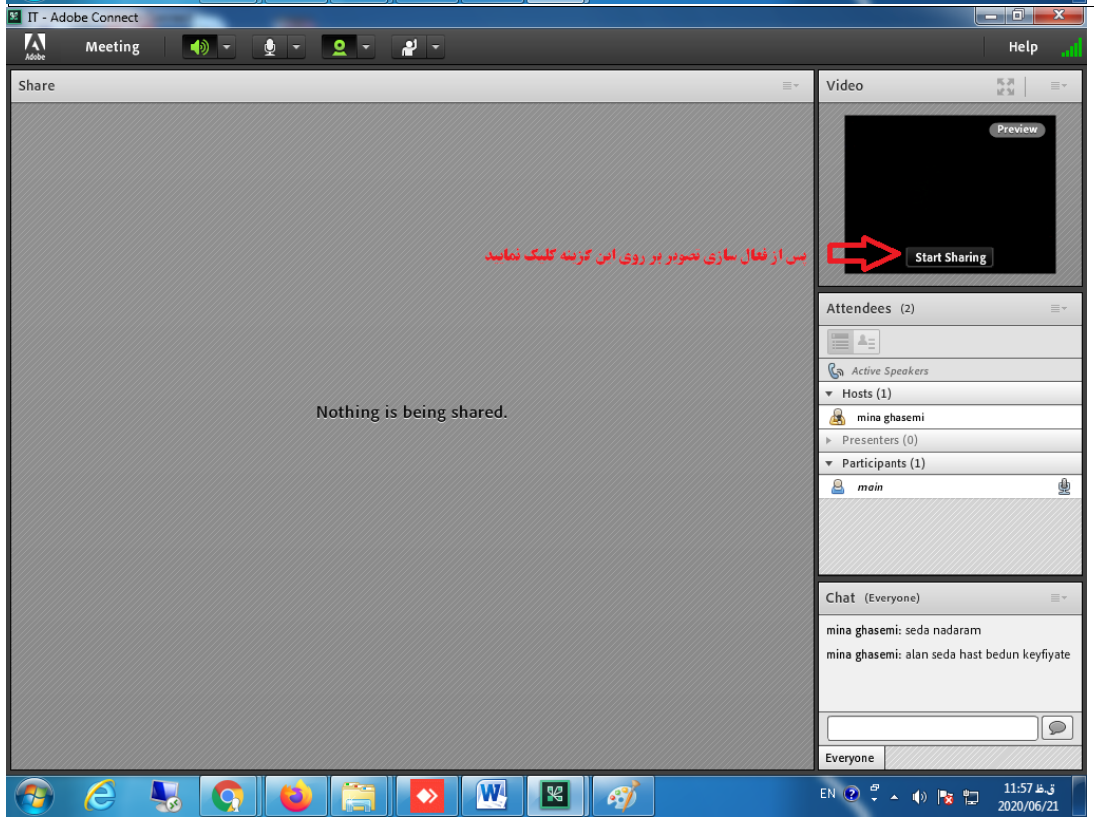 IT - Adobe Connect
Adobe
Meeting
Help
Share
Video
Preview
پس از فعال سازی تصویر بر روی این گزینه کلیک نمایید
Start Sharing
Attendees (2)
Active Speakers
Hosts (1)
mina ghasemi
Nothing is being shared.
Presenters (0)
Participants (1)
main
Chat (Everyone)
mina ghasemi: seda nadaram
mina ghasemi: alan seda hast bedun keyfiyate
Everyone
EN
11:57 ق.ظ
2020/06/21